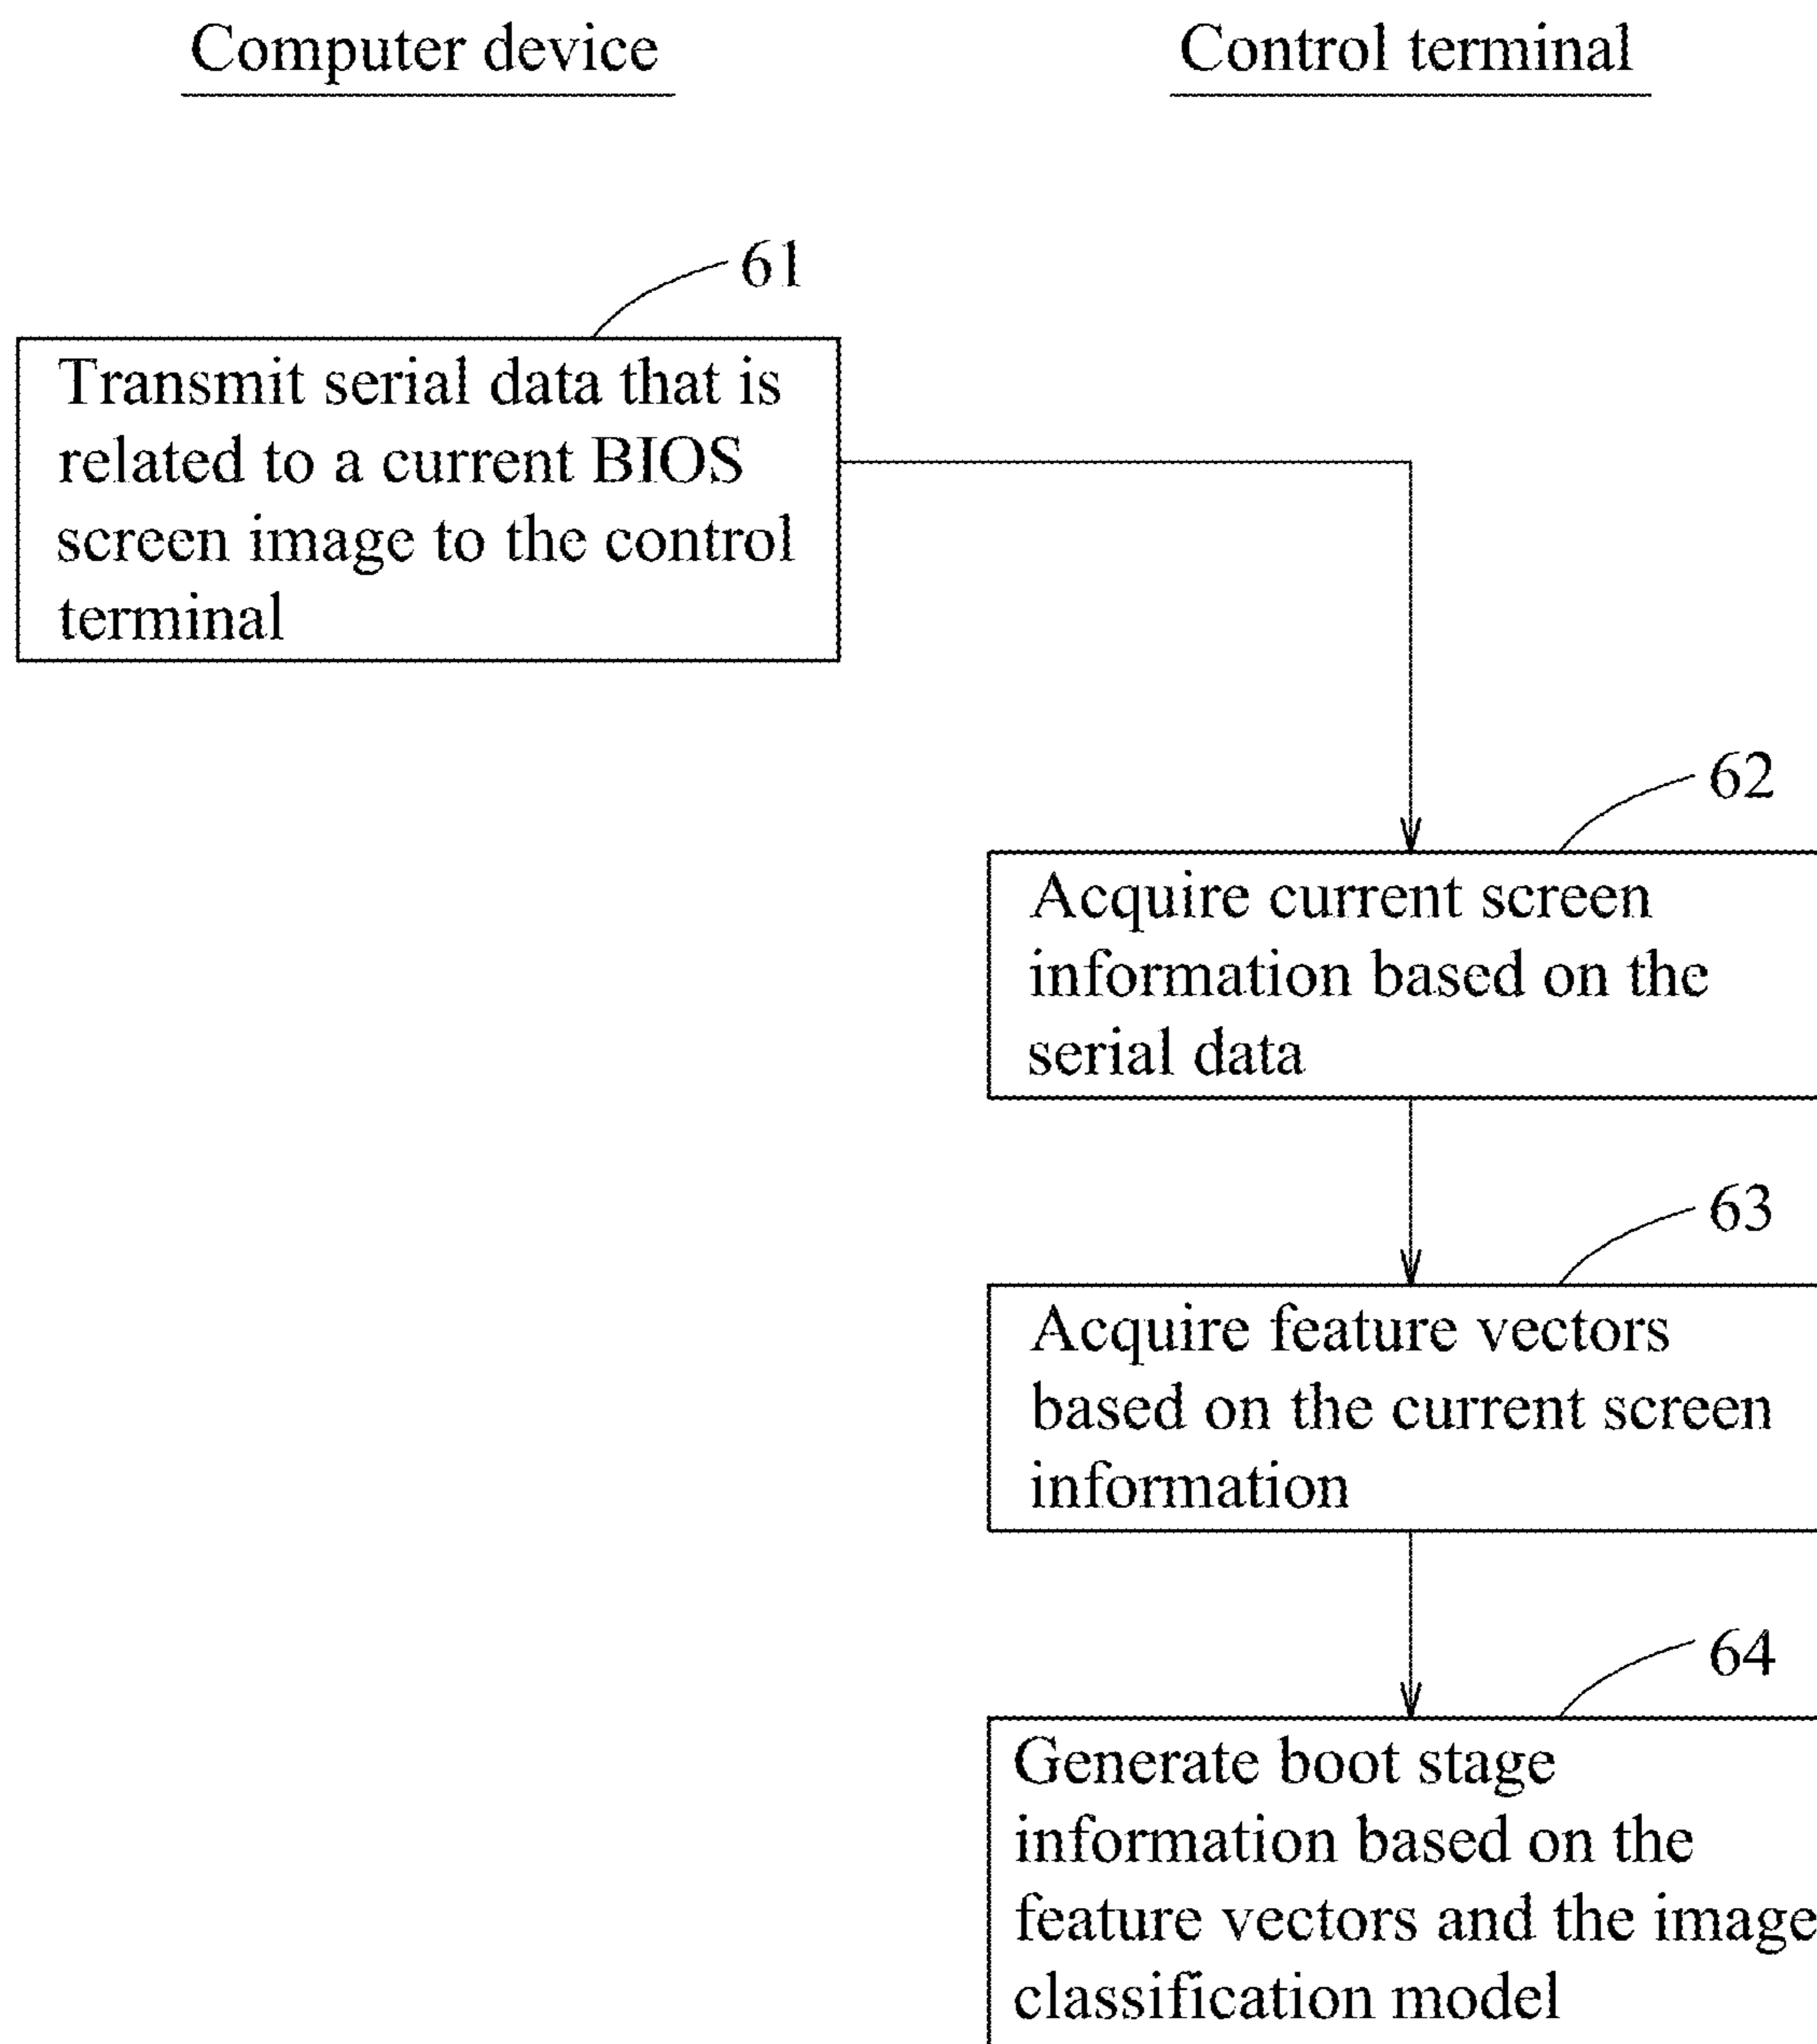 Computer device
Control terminal
61
Transmit serial data that is
related to a current BIOS
screen image to the control
terminal
62
Acquire current screen
information based on the
serial data
63
Acquire feature vectors
based on the current screen
information
64
Generate boot stage
information based on the
feature vectors and the image
classification model